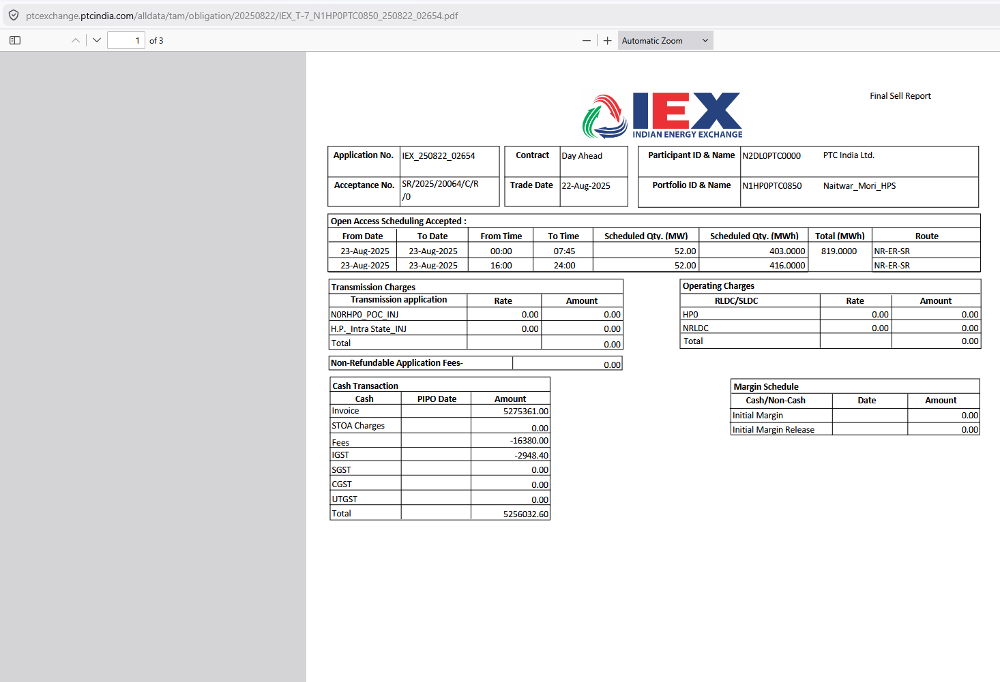 ptcexchange.ptcindia.com/alldata/tam/obligation/20250822/IEX_T-7_N1HP0PTC0850_250822_02654.pdf
1 of 3 Automatic Zoom
Final Sell Report
IEX
INDIAN ENERGY EXCHANGE
Application No. IEX_250822_02654 Contract Day Ahead Participant ID & Name N2DL0PTC0000 PTC India Ltd.
Acceptance No. SR/2025/20064/C/R Trade Date 22-Aug-2025 Portfolio ID & Name N1HP0PTC0850 Naitwar_Mori_HPS
/0
Open Access Scheduling Accepted :
From Date To Date From Time To Time Scheduled Qty. (MW) Scheduled Qty. (MWh) Total (MWh) Route
23-Aug-2025 23-Aug-2025 00:00 07:45 52.00 403.0000 819.0000 NR-ER-SR
23-Aug-2025 23-Aug-2025 16:00 24:00 52.00 416.0000 NR-ER-SR
Transmission Charges
Transmission application Rate Amount
N0RHP0_POC_INJ 0.00 0.00
H.P._Intra State_INJ 0.00 0.00
Total 0.00
Operating Charges
RLDC/SLDC Rate Amount
HP0 0.00 0.00
NRLDC 0.00 0.00
Total 0.00
Non-Refundable Application Fees- 0.00
Cash Transaction
Cash PIPO Date Amount
Invoice 5275361.00
STOA Charges 0.00
Fees -16380.00
IGST -2948.40
SGST 0.00
CGST 0.00
UTGST 0.00
Total 5256032.60
Margin Schedule
Cash/Non-Cash Date Amount
Initial Margin 0.00
Initial Margin Release 0.00